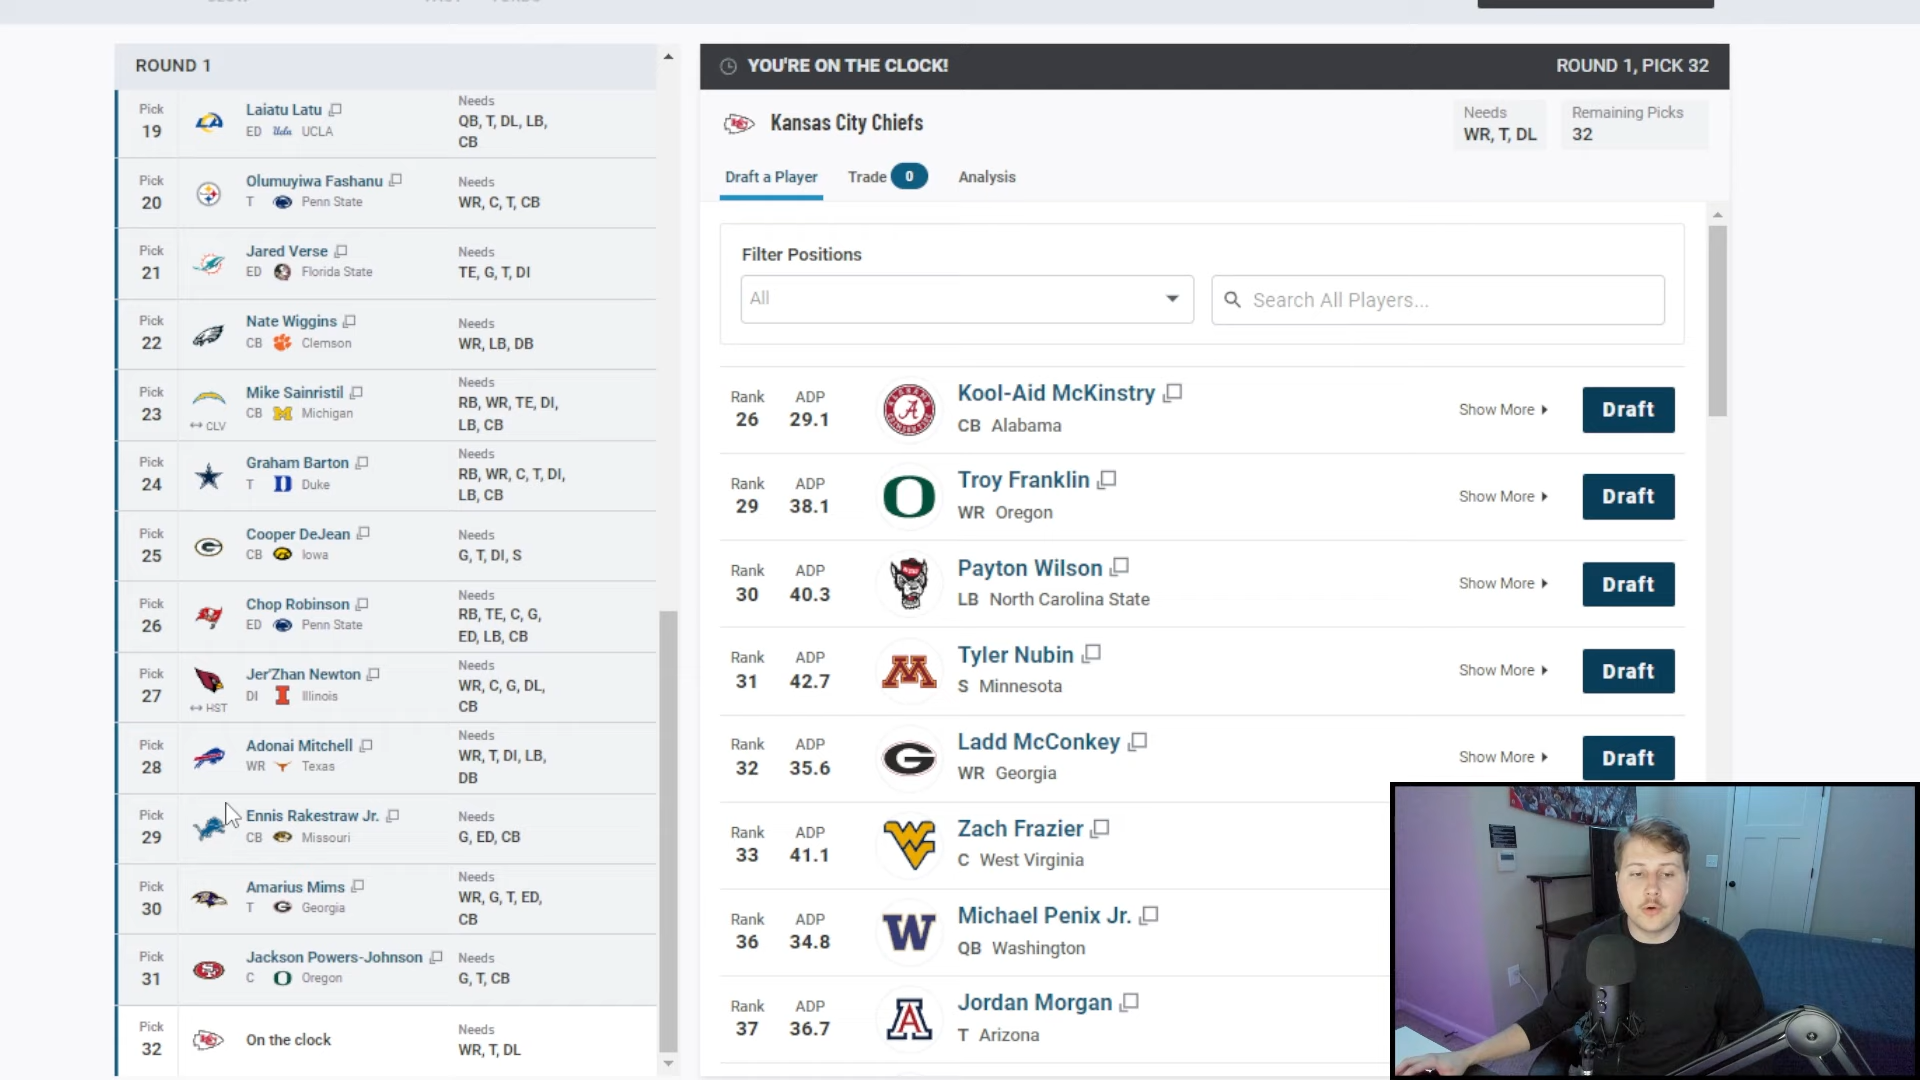 ROUND 1
Pick
19
Laiatu Latu
ED UCLA
Needs
QB, T, DL, LB,
CB
Pick
20
Olumuyiwa Fashanu
T Penn State
Needs
WR, C, T, CB
Pick
21
Jared Verse
ED Florida State
Needs
TE, G, T, DI
Pick
22
Nate Wiggins
CB Clemson
Needs
WR, LB, DB
Pick
23
↔ CLV
Mike Sainristil
CB Michigan
Needs
RB, WR, TE, DI,
LB, CB
Pick
24
Graham Barton
T Duke
Needs
RB, WR, C, T, DI,
LB, CB
Pick
25
Cooper DeJean
CB Iowa
Needs
G, T, DI, S
Pick
26
Chop Robinson
ED Penn State
Needs
RB, TE, C, G,
ED, LB, CB
Pick
27
↔ HST
Jer'Zhan Newton
DI Illinois
Needs
WR, C, G, DL,
CB
Pick
28
Adonai Mitchell
WR Texas
Needs
WR, T, DI, LB,
DB
Pick
29
Ennis Rakestraw Jr.
CB Missouri
Needs
G, ED, CB
Pick
30
Amarius Mims
T Georgia
Needs
WR, G, T, ED,
CB
Pick
31
Jackson Powers-Johnson
C Oregon
Needs
G, T, CB
Pick
32
On the clock
Needs
WR, T, DL
YOU'RE ON THE CLOCK!
ROUND 1, PICK 32
Kansas City Chiefs
Needs
WR, T, DL
Remaining Picks
32
Draft a Player
Trade 0
Analysis
Filter Positions
All
Search All Players...
Rank
26
ADP
29.1
Kool-Aid McKinstry
CB Alabama
Show More
Draft
Rank
29
ADP
38.1
Troy Franklin
WR Oregon
Show More
Draft
Rank
30
ADP
40.3
Payton Wilson
LB North Carolina State
Show More
Draft
Rank
31
ADP
42.7
Tyler Nubin
S Minnesota
Show More
Draft
Rank
32
ADP
35.6
Ladd McConkey
WR Georgia
Show More
Draft
Rank
33
ADP
41.1
Zach Frazier
C West Virginia
Rank
36
ADP
34.8
Michael Penix Jr.
QB Washington
Rank
37
ADP
36.7
Jordan Morgan
T Arizona